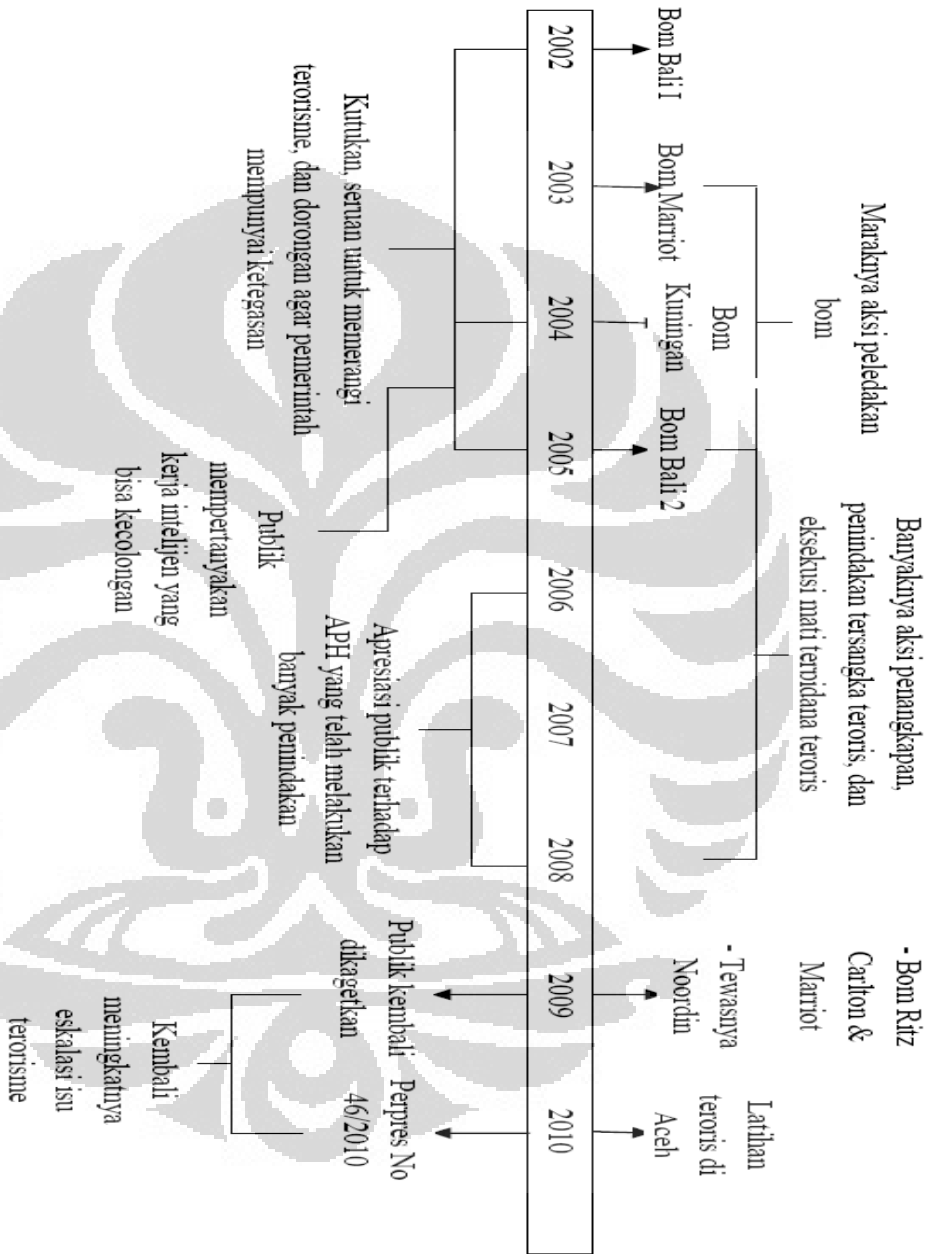 Maraknya aksi peledakan
bom
Banyaknya aksi penangkapan,
penindakan tersangka teroris, dan
eksekusi mati terpidana teroris
- Bom Ritz
Carlton &
Marriot
- Tewasnya
Noordin
Latihan
teroris di
Aceh
Bom Bali I
Bom Marriot
Bom
Kuningan
Bom Bali 2
2002
2003
2004
2005
2006
2007
2008
2009
2010
Kutukan, seruan untuk memerangi
terorisme, dan dorongan agar pemerintah
mempunyai ketegasan
Publik
mempertanyakan
kerja intelijen yang
bisa kecolongan
Apresiasi publik terhadap
APH yang telah melakukan
banyak penindakan
Publik kembali
dikagetkan
Perpres No
46/2010
Kembali
meningkatnya
eskalasi isu
terorisme